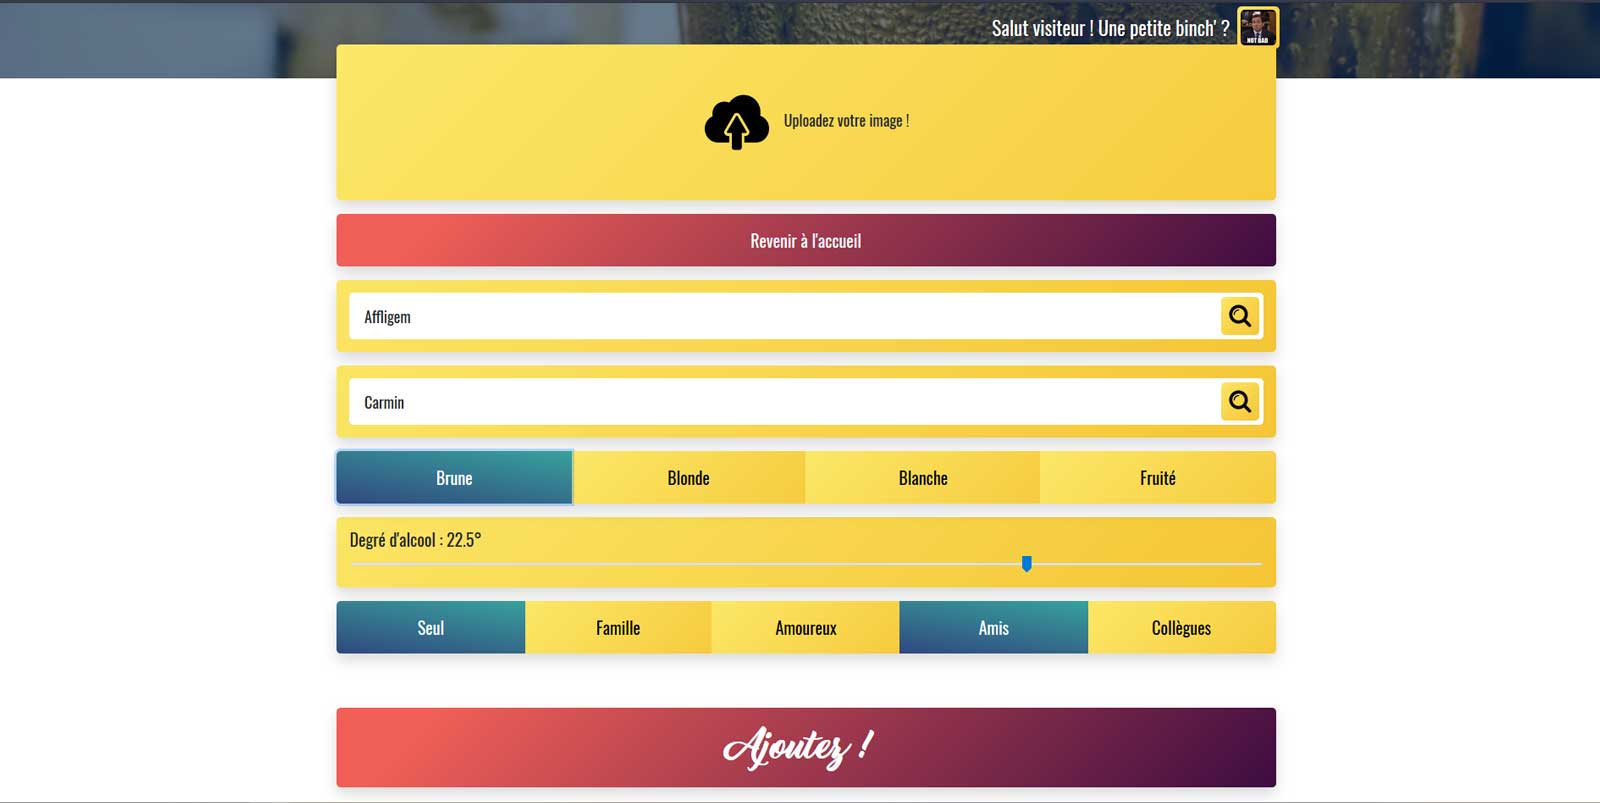 Salut visiteur ! Une petite binch' ?
NOT BAD
Uploadez votre image !
Revenir à l'accueil
Affligem
Carmin
Brune Blonde Blanche Fruité
Degré d'alcool : 22.5°
Seul Famille Amoureux Amis Collègues
Ajoutez !